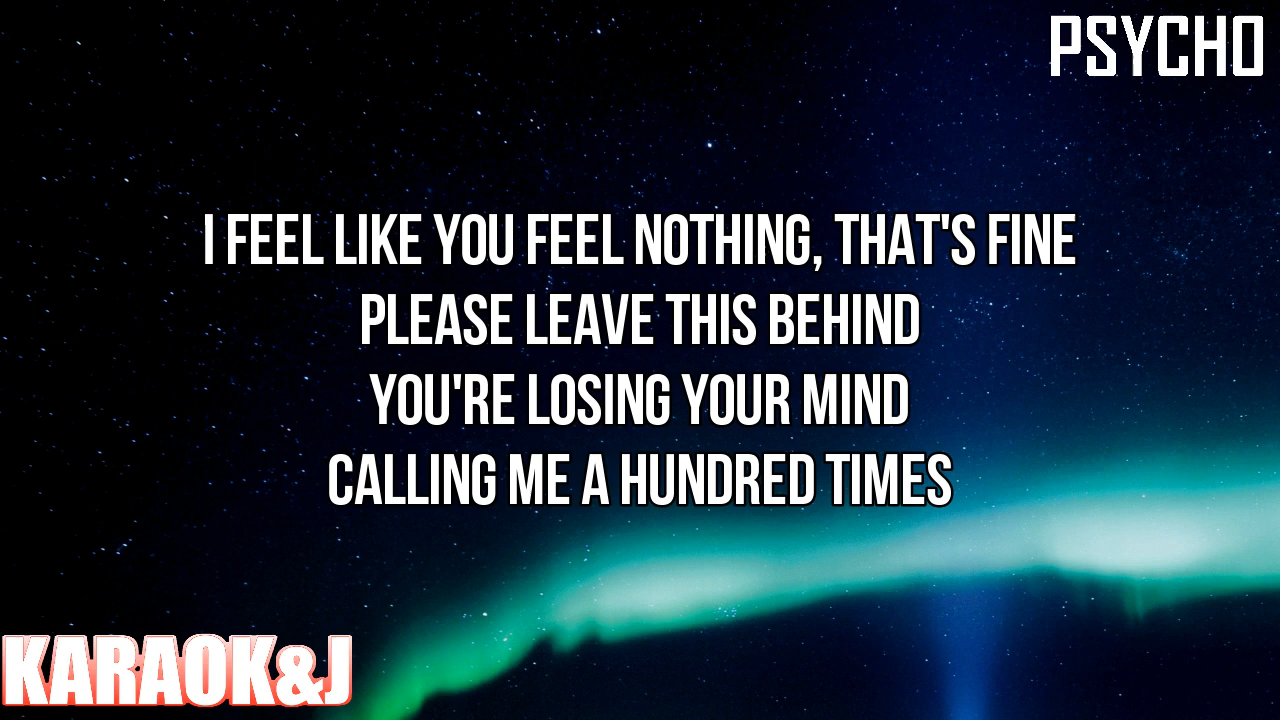 PSYCHO
I FEEL LIKE YOU FEEL NOTHING, THAT'S FINE
PLEASE LEAVE THIS BEHIND
YOU'RE LOSING YOUR MIND
CALLING ME A HUNDRED TIMES
KARAOK&J